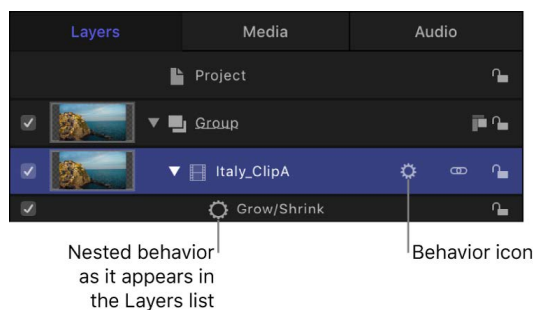 Layers
Media
Audio
Project
Group
Italy_ClipA
Grow/Shrink
Nested behavior
as it appears in
the Layers list
Behavior icon